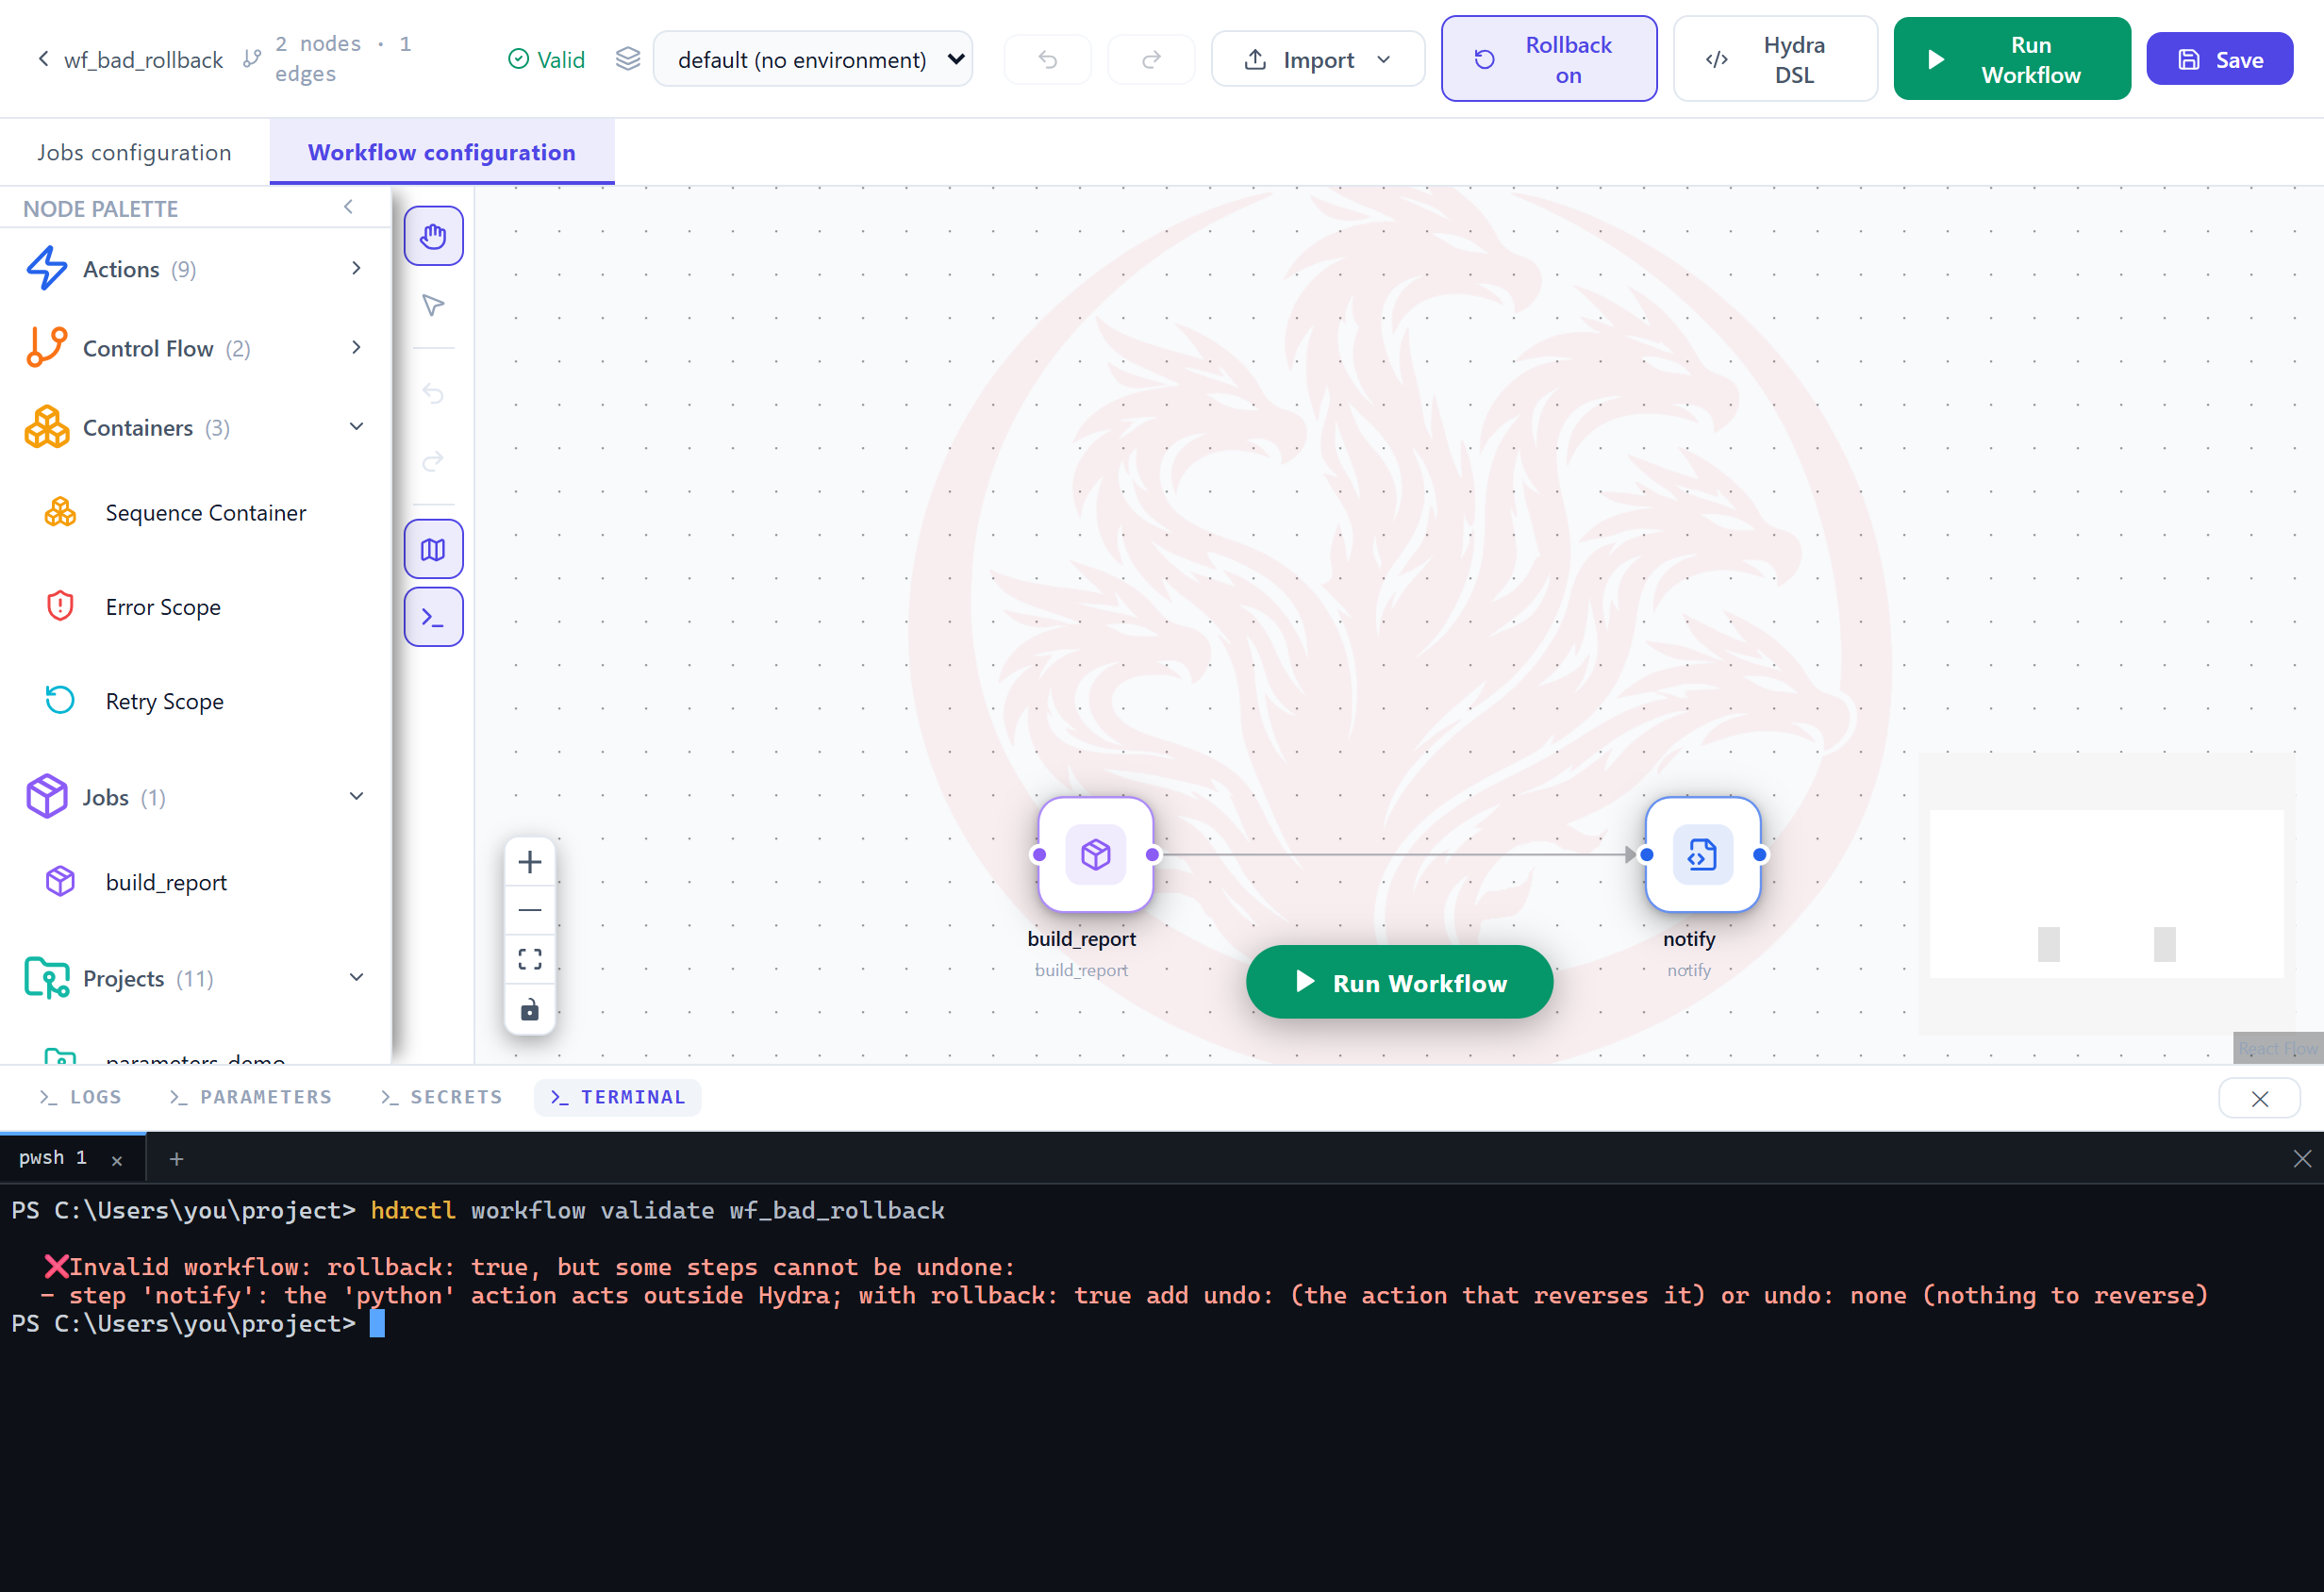 wf_bad_rollback
2 nodes · 1
edges
Valid
default (no environment)
Import
Rollback
on
Hydra
DSL
Run
Workflow
Save
Jobs configuration
Workflow configuration
NODE PALETTE
Actions (9)
Control Flow (2)
Containers (3)
Sequence Container
Error Scope
Retry Scope
Jobs (1)
build_report
Projects (11)
parameters_demo
build_report
build_report
notify
notify
Run Workflow
React Flow
LOGS
PARAMETERS
SECRETS
TERMINAL
pwsh 1
PS C:\Users\you\project> hdrctl workflow validate wf_bad_rollback
❌Invalid workflow: rollback: true, but some steps cannot be undone:
- step 'notify': the 'python' action acts outside Hydra; with rollback: true add undo: (the action that reverses it) or undo: none (nothing to reverse)
PS C:\Users\you\project>